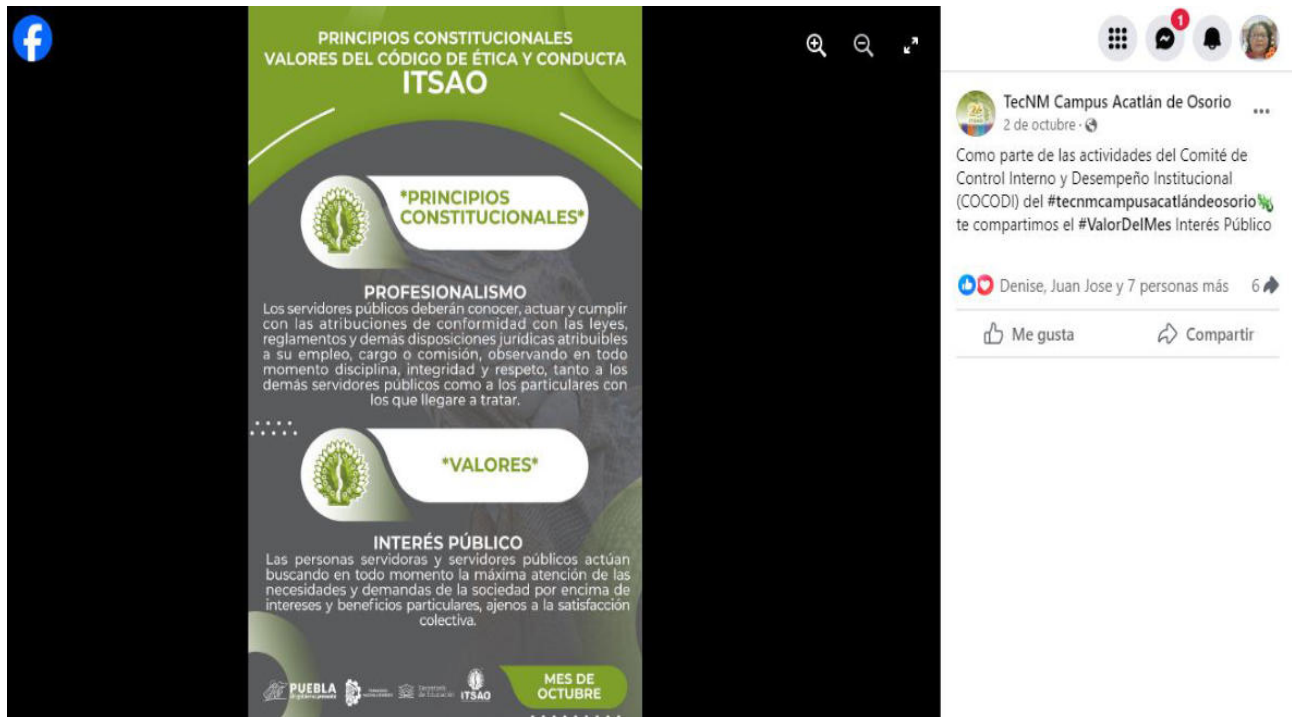 PRINCIPIOS CONSTITUCIONALES
VALORES DEL CÓDIGO DE ÉTICA Y CONDUCTA
ITSAO
*PRINCIPIOS
CONSTITUCIONALES*
PROFESIONALISMO
Los servidores públicos deberán conocer, actuar y cumplir
con las atribuciones de conformidad con las leyes,
reglamentos y demás disposiciones jurídicas atribuibles
a su empleo, cargo o comisión, observando en todo
momento disciplina, integridad y respeto, tanto a los
demás servidores públicos como a los particulares con
los que llegare a tratar.
*VALORES*
INTERÉS PÚBLICO
Las personas servidoras y servidores públicos actúan
buscando en todo momento la máxima atención de las
necesidades y demandas de la sociedad por encima de
intereses y beneficios particulares, ajenos a la satisfacción
colectiva.
PUEBLA
ITSAO
MES DE
OCTUBRE
1
TecNM Campus Acatlán de Osorio
2 de octubre
Como parte de las actividades del Comité de
Control Interno y Desempeño Institucional
(COCODI) del #tecnmcampusacatlándeosorio
te compartimos el #ValorDelMes Interés Público
Denise, Juan Jose y 7 personas más 6
Me gusta Compartir